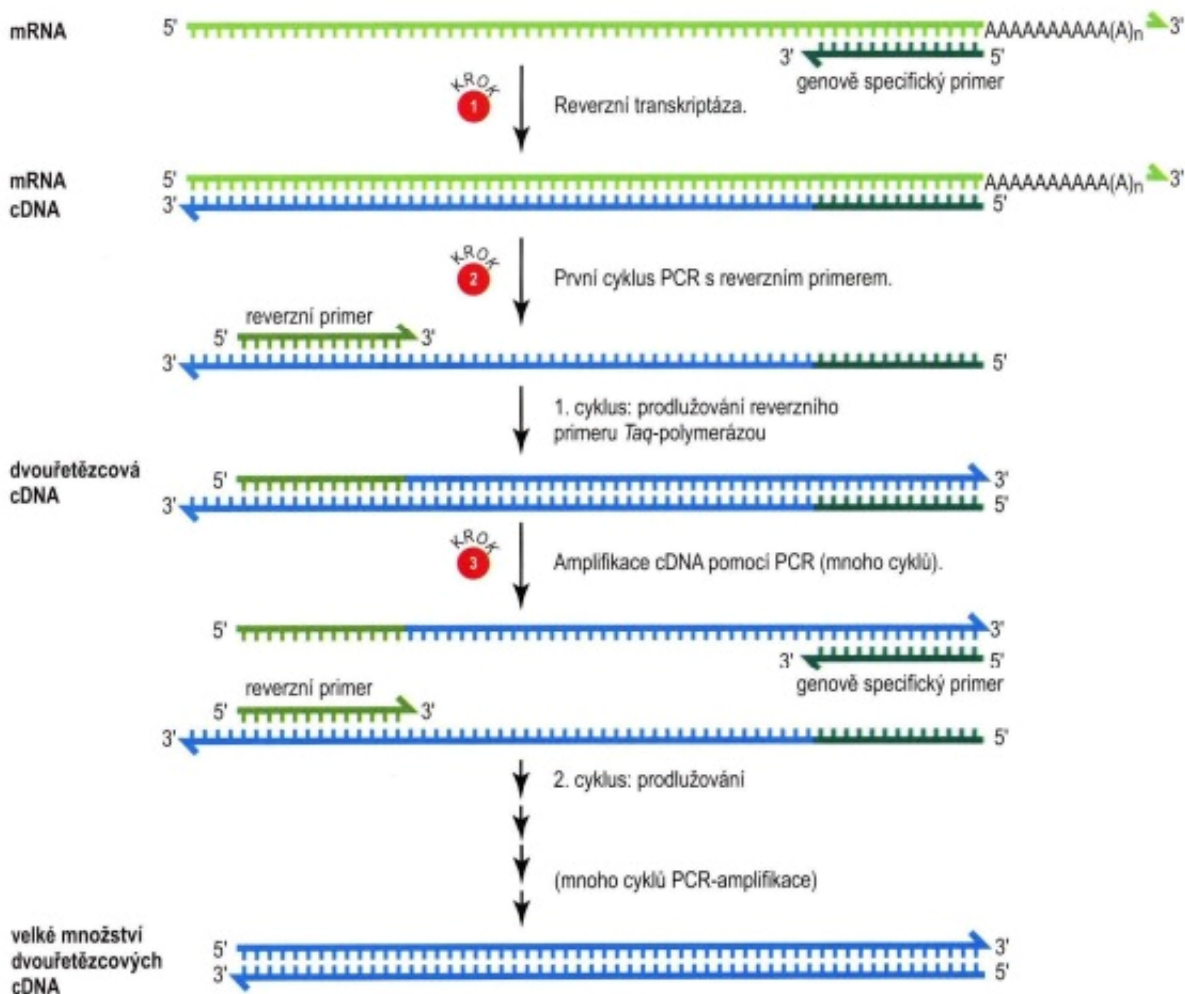 mRNA 5' AAAAAAAAAA(A)n 3'
3' 5'
genově specifický primer
KROK 1 Reverzní transkriptáza.
mRNA 5' AAAAAAAAAA(A)n 3'
cDNA 3' 5'
KROK 2 První cyklus PCR s reverzním primerem.
reverzní primer
5' 3'
3' 5'
1. cyklus: prodlužování reverzního
primeru Taq-polymerázou
dvouřetězcová
cDNA
5' 3'
3' 5'
KROK 3 Amplifikace cDNA pomocí PCR (mnoho cyklů).
5' 3'
3' 5'
genově specifický primer
reverzní primer
5' 3'
3' 5'
2. cyklus: prodlužování
(mnoho cyklů PCR-amplifikace)
velké množství
dvouřetězcových
cDNA
5' 3'
3' 5'